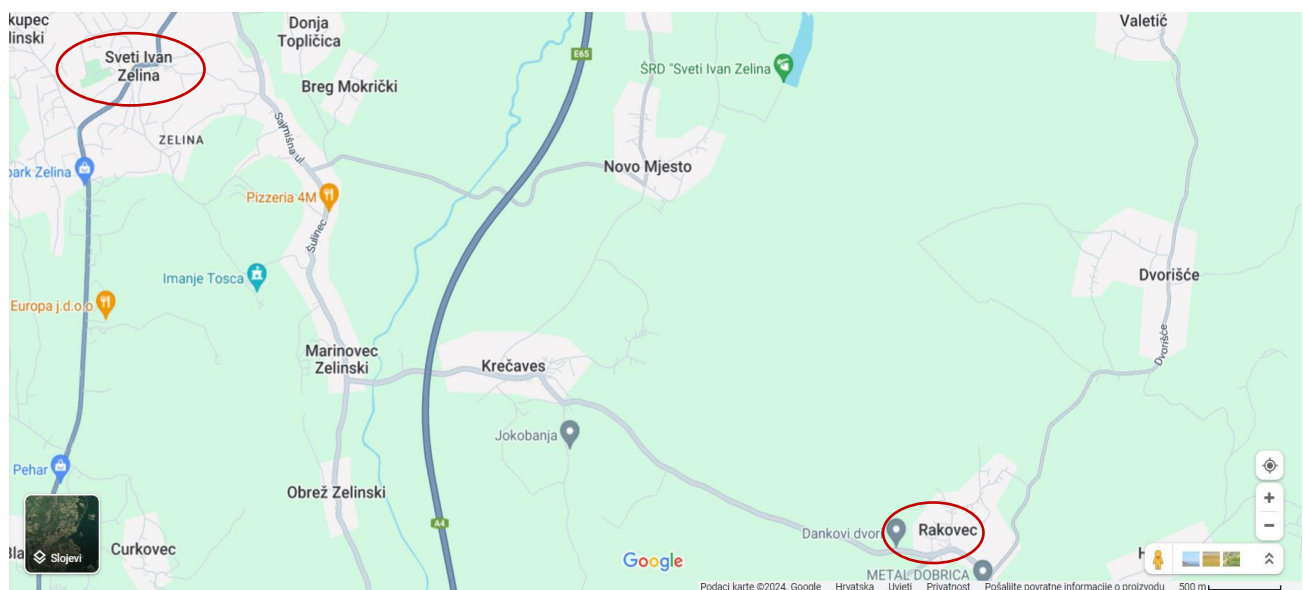 kupec
linski
Sveti Ivan
Zelina
Donja
Topličica
Breg Mokrički
E65
ŠRD "Sveti Ivan Zelina
Valetić
ZELINA
Sajmišna ul.
park Zelina
Pizzeria 4M
Novo Mjesto
Šulinec
Imanje Tosca
Europa j.d.o.o
Dvorišće
Dvorišće
Marinovec
Zelinski
Krečaves
Jokobanja
Pehar
Obrež Zelinski
A4
Dankovi dvori
Rakovec
Slojevi
Curkovec
Google
METAL DOBRICA
Podaci karte ©2024. Google Hrvatska Uvjeti Privatnost Pošaljite povratne informacije o proizvodu 500 m